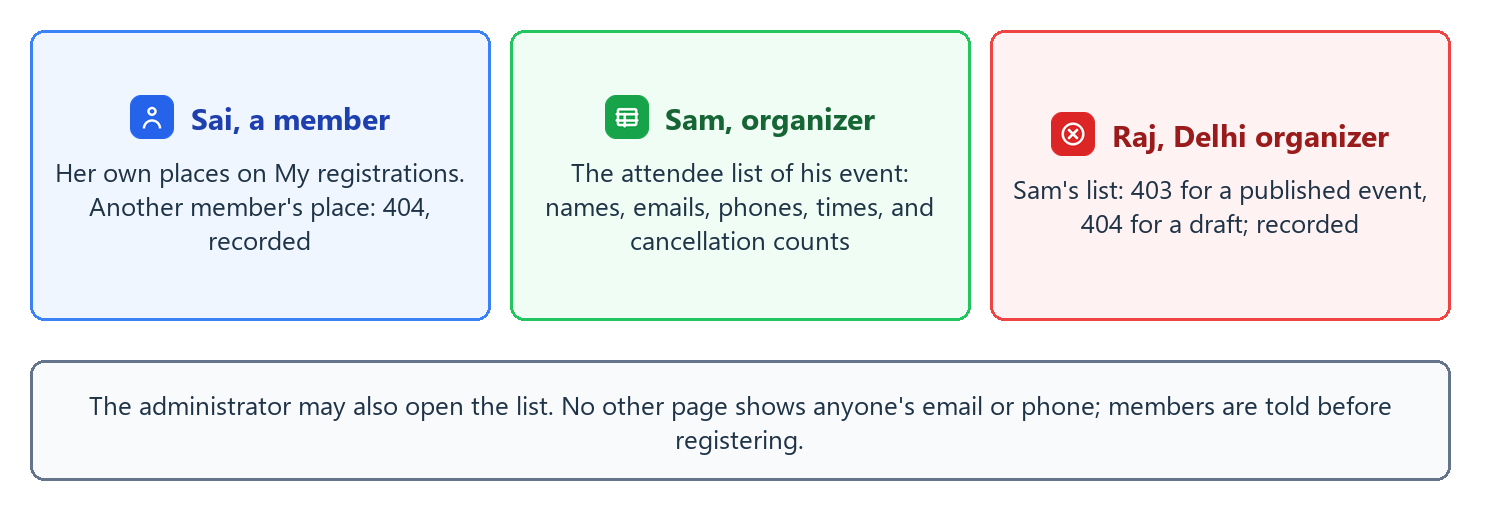 Sai, a member
Her own places on My registrations.
Another member's place: 404,
recorded
Sam, organizer
The attendee list of his event:
names, emails, phones, times, and
cancellation counts
Raj, Delhi organizer
Sam's list: 403 for a published event,
404 for a draft; recorded
The administrator may also open the list. No other page shows anyone's email or phone; members are told before
registering.